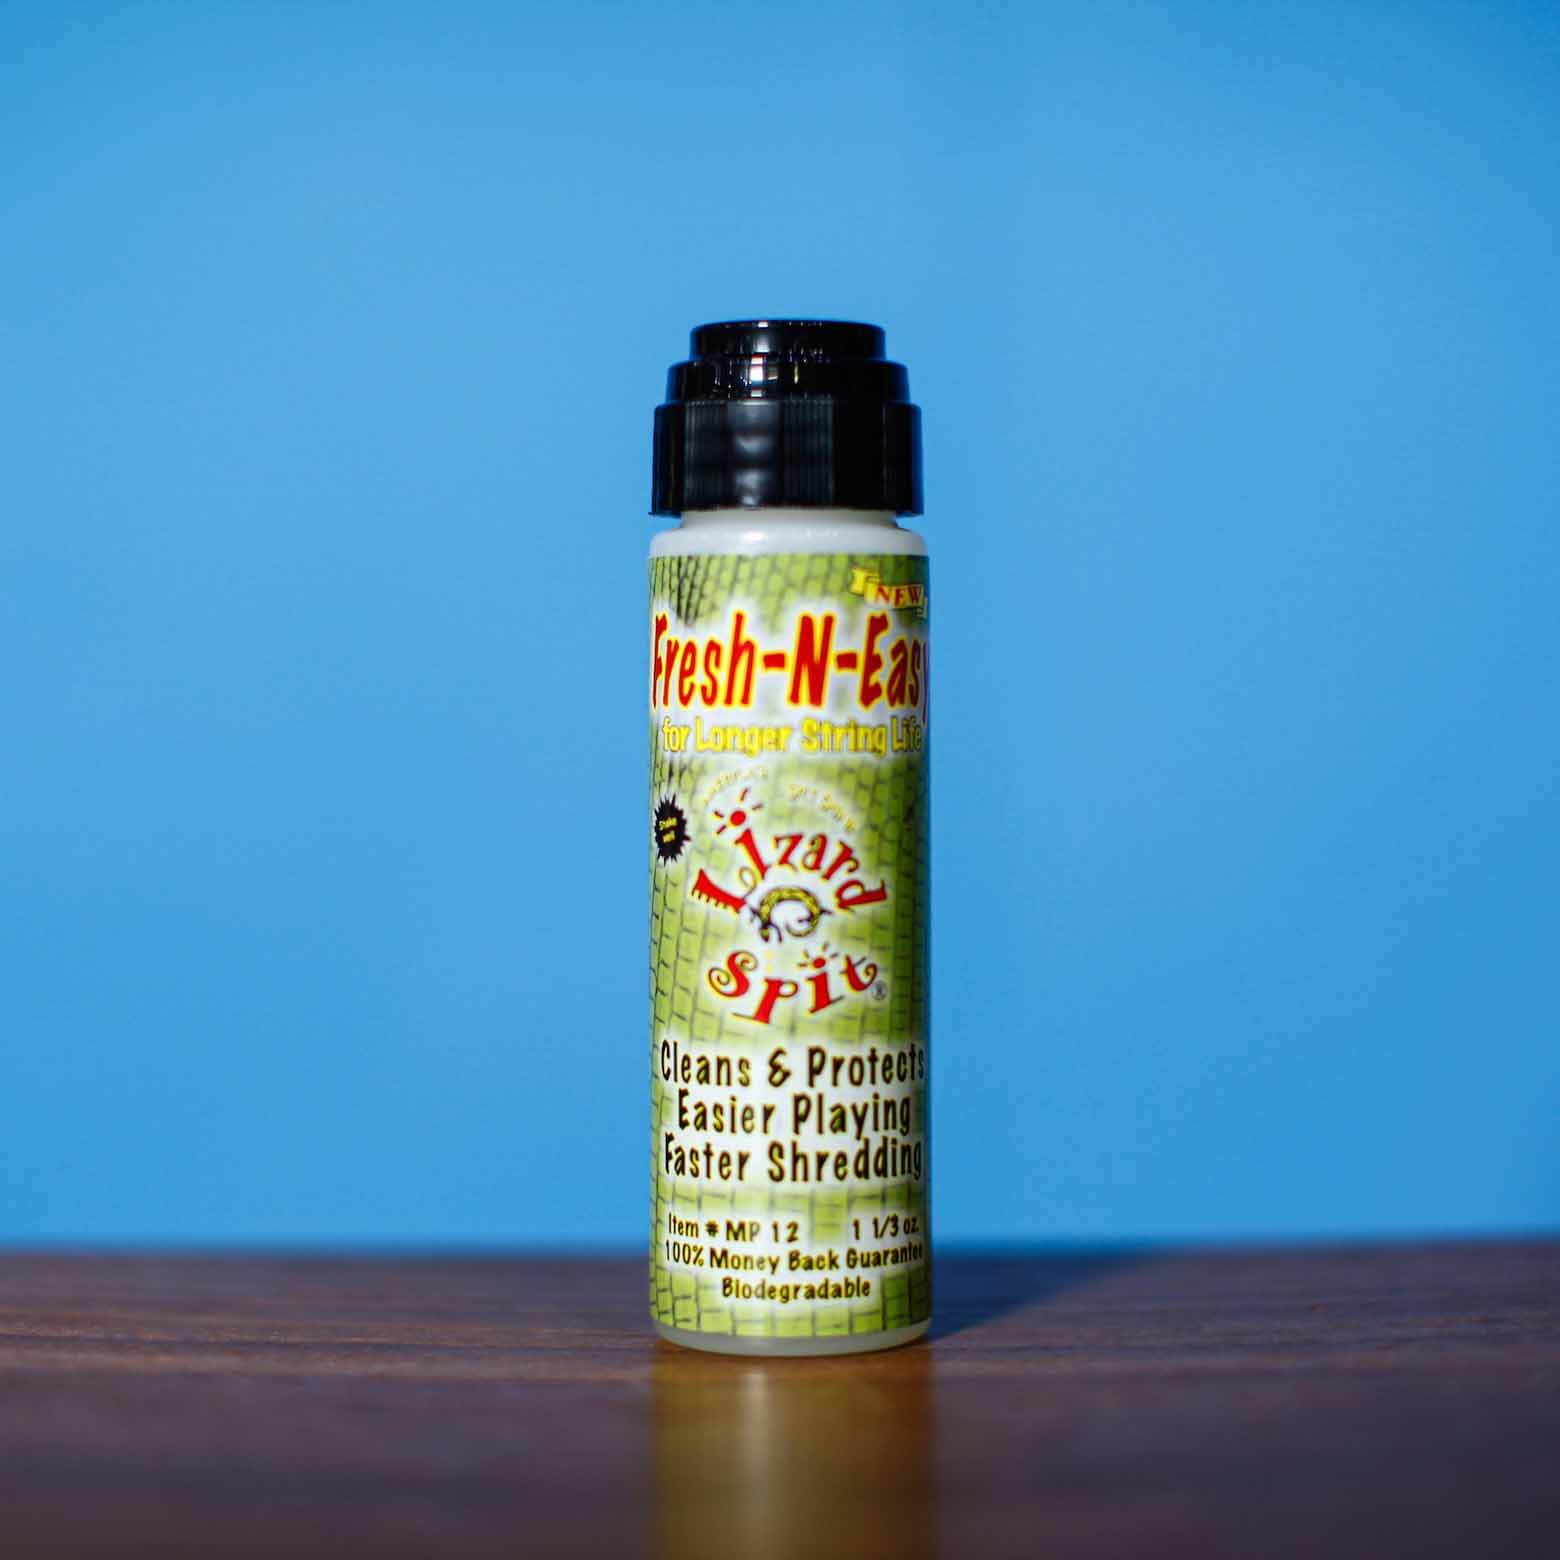 NEW
Fresh-N-Easy
for Longer String Life
Shake
Lizard
Spit®
Cleans & Protects
Easier Playing
Faster Shredding
Item # MP 12 1 1/3 oz.
100% Money Back Guarantee
Biodegradable